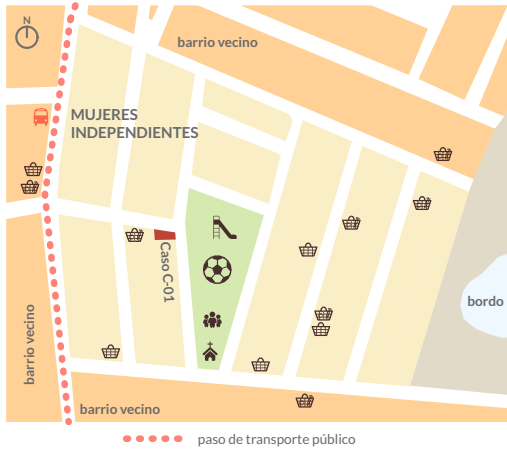 N
barrio vecino
MUJERES
INDEPENDIENTES
Caso C-01
bordo
barrio vecino
barrio vecino
paso de transporte público